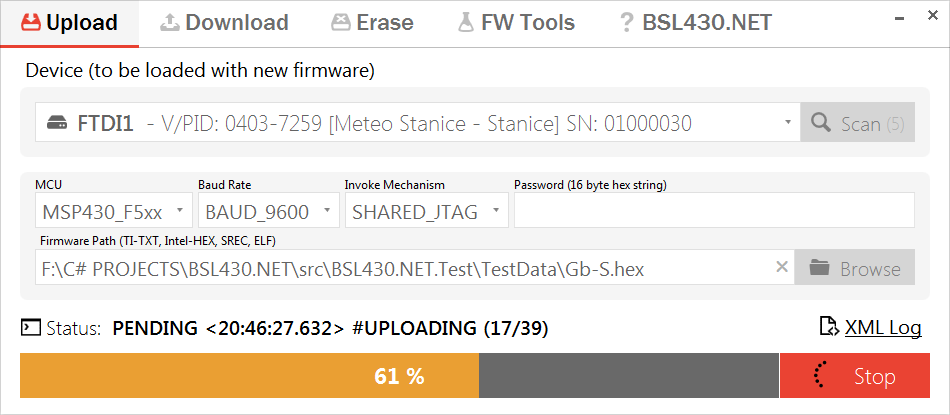 Upload Download Erase FW Tools ? BSL430.NET
Device (to be loaded with new firmware)
FTDI1 - V/PID: 0403-7259 [Meteo Stanice - Stanice] SN: 01000030 Scan (5)
MCU Baud Rate Invoke Mechanism Password (16 byte hex string)
MSP430_F5xx BAUD_9600 SHARED_JTAG
Firmware Path (TI-TXT, Intel-HEX, SREC, ELF)
F:\C# PROJECTS\BSL430.NET\src\BSL430.NET.Test\TestData\Gb-S.hex Browse
Status: PENDING <20:46:27.632> #UPLOADING (17/39) XML Log
61 % Stop